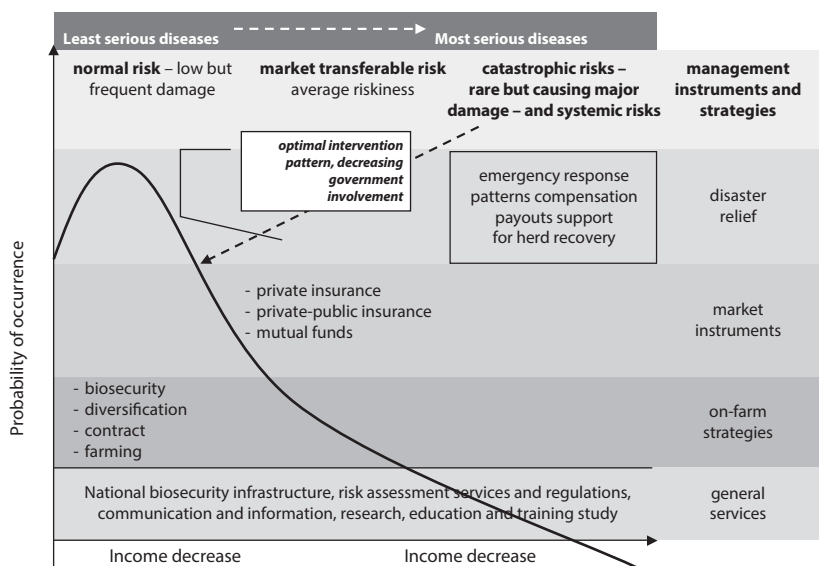 Least serious diseases
Most serious diseases
normal risk – low but
frequent damage
market transferable risk
average riskiness
catastrophic risks –
rare but causing major
damage – and systemic risks
management
instruments and
strategies
optimal intervention
pattern, decreasing
government
involvement
emergency response
patterns compensation
payouts support
for herd recovery
disaster
relief
Probability of occurrence
- private insurance
- private-public insurance
- mutual funds
market
instruments
- biosecurity
- diversification
- contract
- farming
on-farm
strategies
National biosecurity infrastructure, risk assessment services and regulations,
communication and information, research, education and training study
general
services
Income decrease
Income decrease